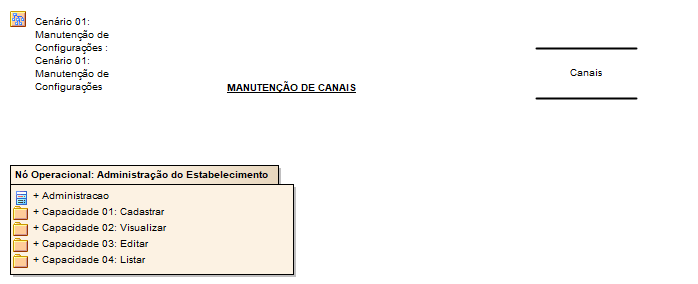 Cenário 01:
Manutenção de
Configurações :
Cenário 01:
Manutenção de
Configurações
MANUTENÇÃO DE CANAIS
Canais
Nó Operacional: Administração do Estabelecimento
+ Administracao
+ Capacidade 01: Cadastrar
+ Capacidade 02: Visualizar
+ Capacidade 03: Editar
+ Capacidade 04: Listar